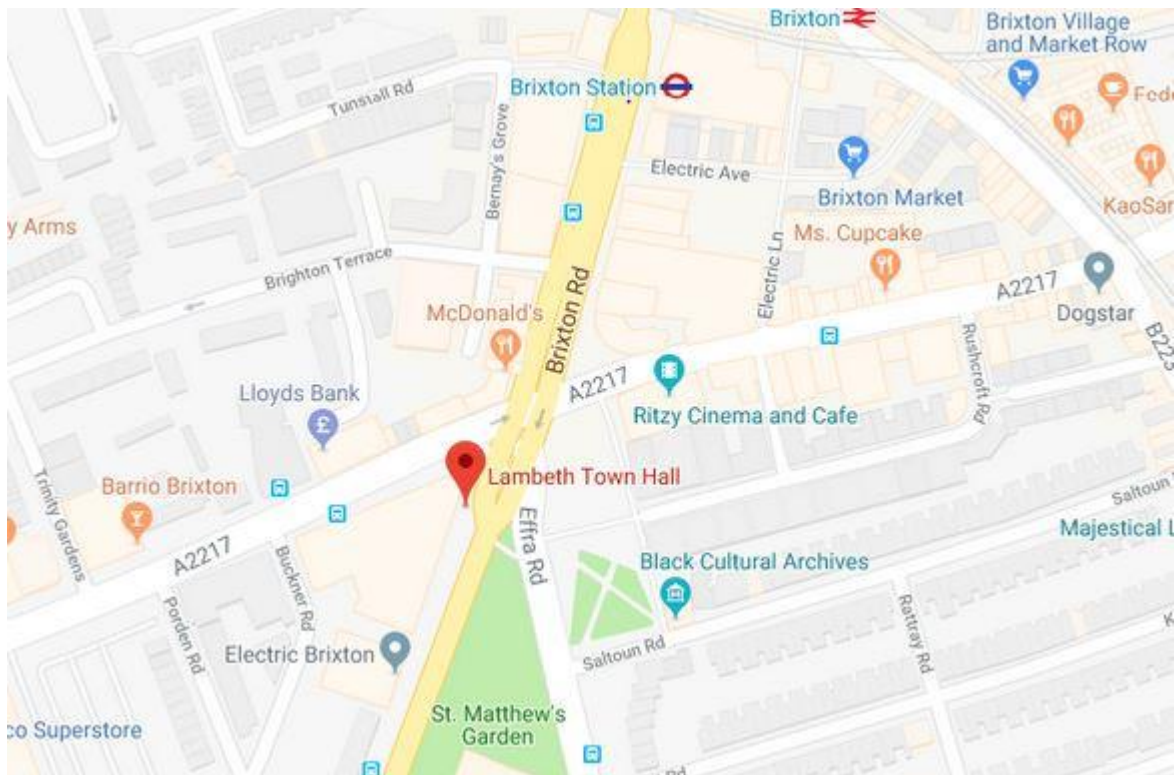 Brixton
Brixton Village
and Market Row
Brixton Station
Tunstall Rd
Bernay's Grove
Electric Ave
Brixton Market
KaoSar
y Arms
Ms. Cupcake
Brighton Terrace
Electric Ln
A2217
McDonald's
Brixton Rd
Dogstar
Rushcroft Rd
A2217
Lloyds Bank
Ritzy Cinema and Cafe
Lambeth Town Hall
Barrio Brixton
Trinity Gardens
Saltoun
Effra Rd
Majestical L
A2217
Buckner Rd
Black Cultural Archives
Porden Rd
Rattray Rd
Electric Brixton
Saltoun Rd
St. Matthew's
Garden
co Superstore